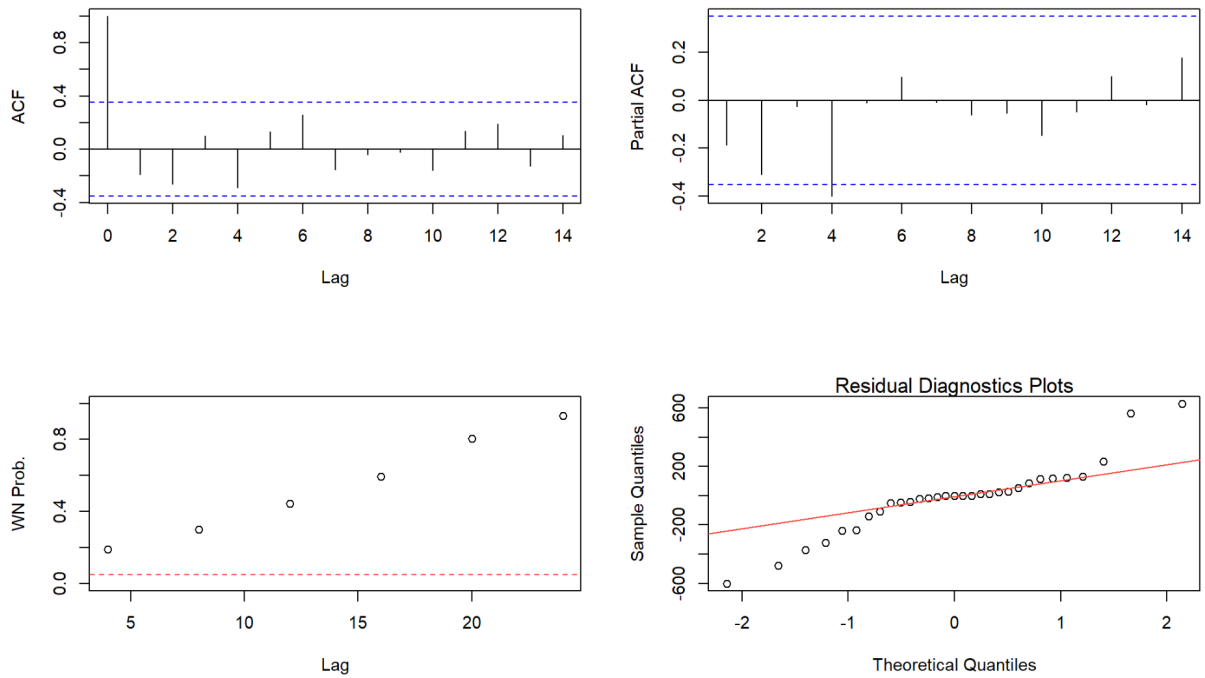 ACF
0.8
0.4
0.0
-0.4
0 2 4 6 8 10 12 14
Lag
Partial ACF
0.2
0.0
-0.2
-0.4
2 4 6 8 10 12 14
Lag
WN Prob.
0.8
0.4
0.0
5 10 15 20
Lag
Residual Diagnostics Plots
Sample Quantiles
600
200
-200
-600
-2 -1 0 1 2
Theoretical Quantiles